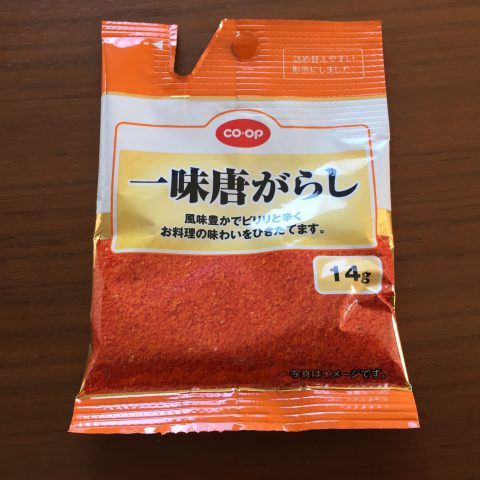 詰め替えやすい
形態にしました。
CO·OP
一味唐がらし
風味豊かでピリリと辛く
お料理の味わいをひきたてます。
14g
写真はイメージです。